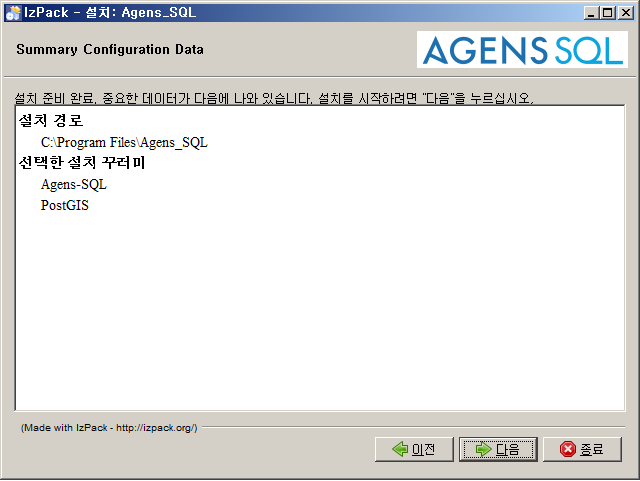 IzPack - 설치: Agens_SQL
Summary Configuration Data
AGENS SQL
설치 준비 완료, 중요한 데이터가 다음에 나와 있습니다, 설치를 시작하려면 "다음"을 누르십시오,
설치 경로
C:\Program Files\Agens_SQL
선택한 설치 꾸러미
Agens-SQL
PostGIS
(Made with IzPack - http://izpack.org/)
이전 다음 종료